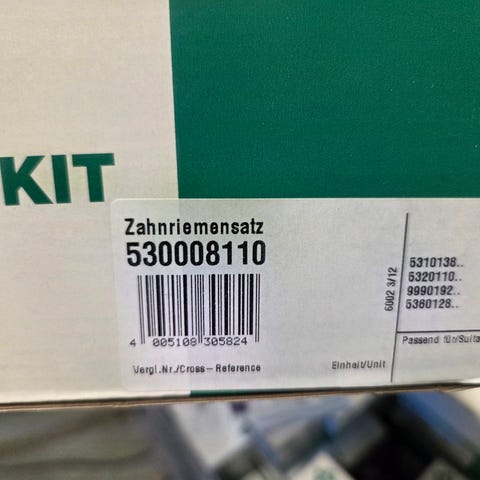 KIT
Zahnriemensatz
530008110
4 005108 305824
Vergl.Nr./Cross-Reference
Einheit/Unit
6002 3/12
5310138..
5320110..
9990192..
5360128..
Passend für/Suita